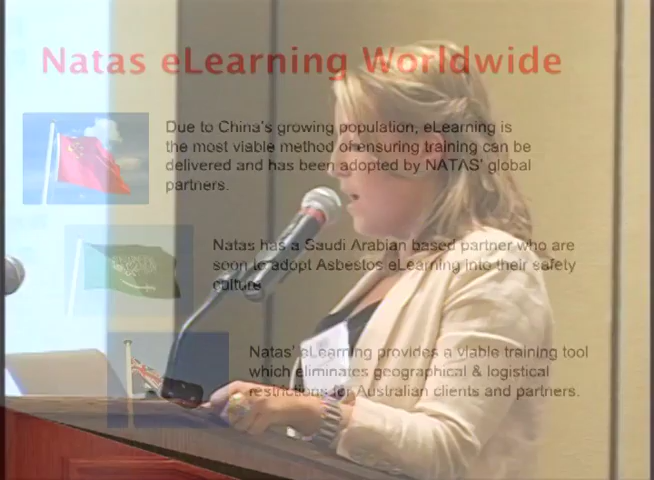 Natas eLearning Worldwide
Due to China's growing population, eLearning is
the most viable method of ensuring training can be
delivered and has been adopted by NATAS' global
partners.
Natas has a Saudi Arabian based partner who are
soon to adopt Asbestos eLearning into their safety
culture
Natas' eLearning provides a viable training tool
which eliminates geographical & logistical
restrictions for Australian clients and partners.